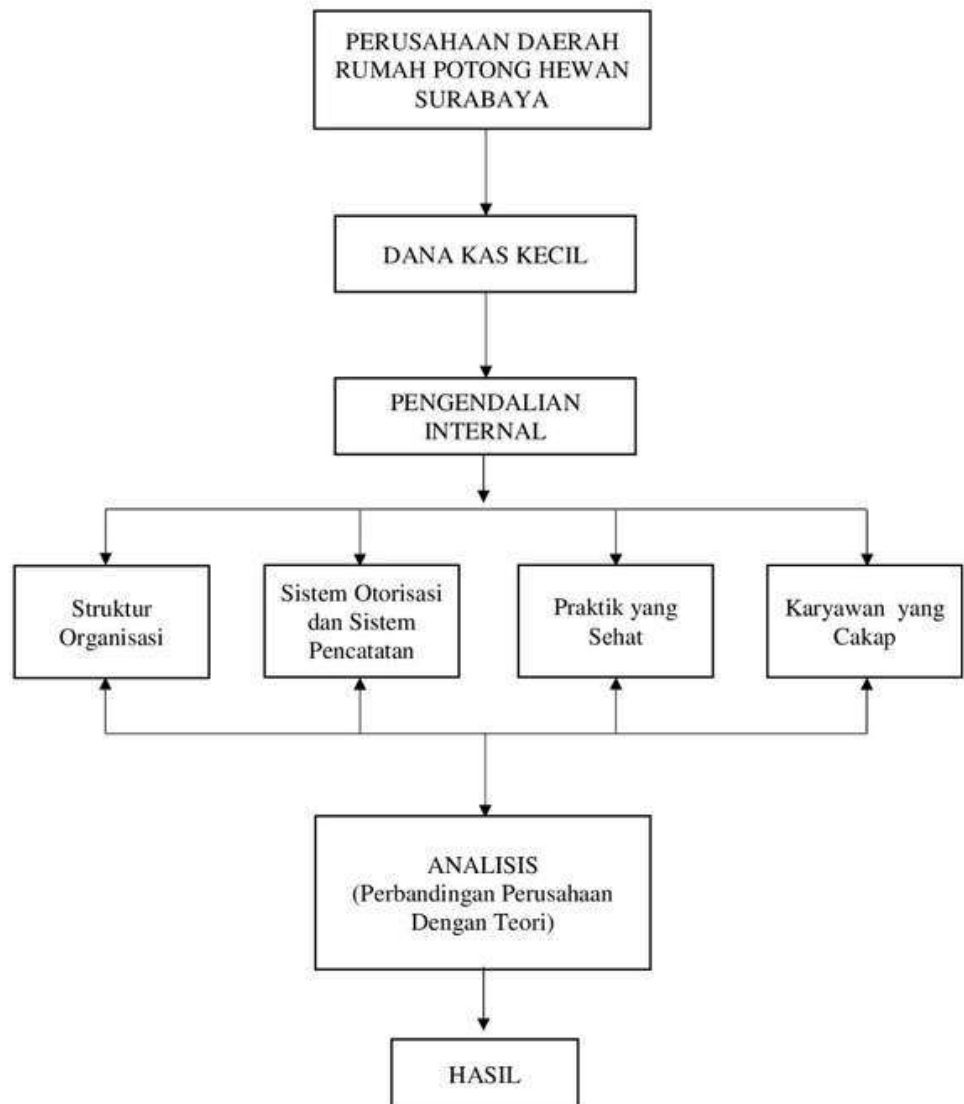 PERUSAHAAN DAERAH
RUMAH POTONG HEWAN
SURABAYA
DANA KAS KECIL
PENGENDALIAN
INTERNAL
Struktur
Organisasi
Sistem Otorisasi
dan Sistem
Pencatatan
Praktik yang
Sehat
Karyawan yang
Cakap
ANALISIS
(Perbandingan Perusahaan
Dengan Teori)
HASIL